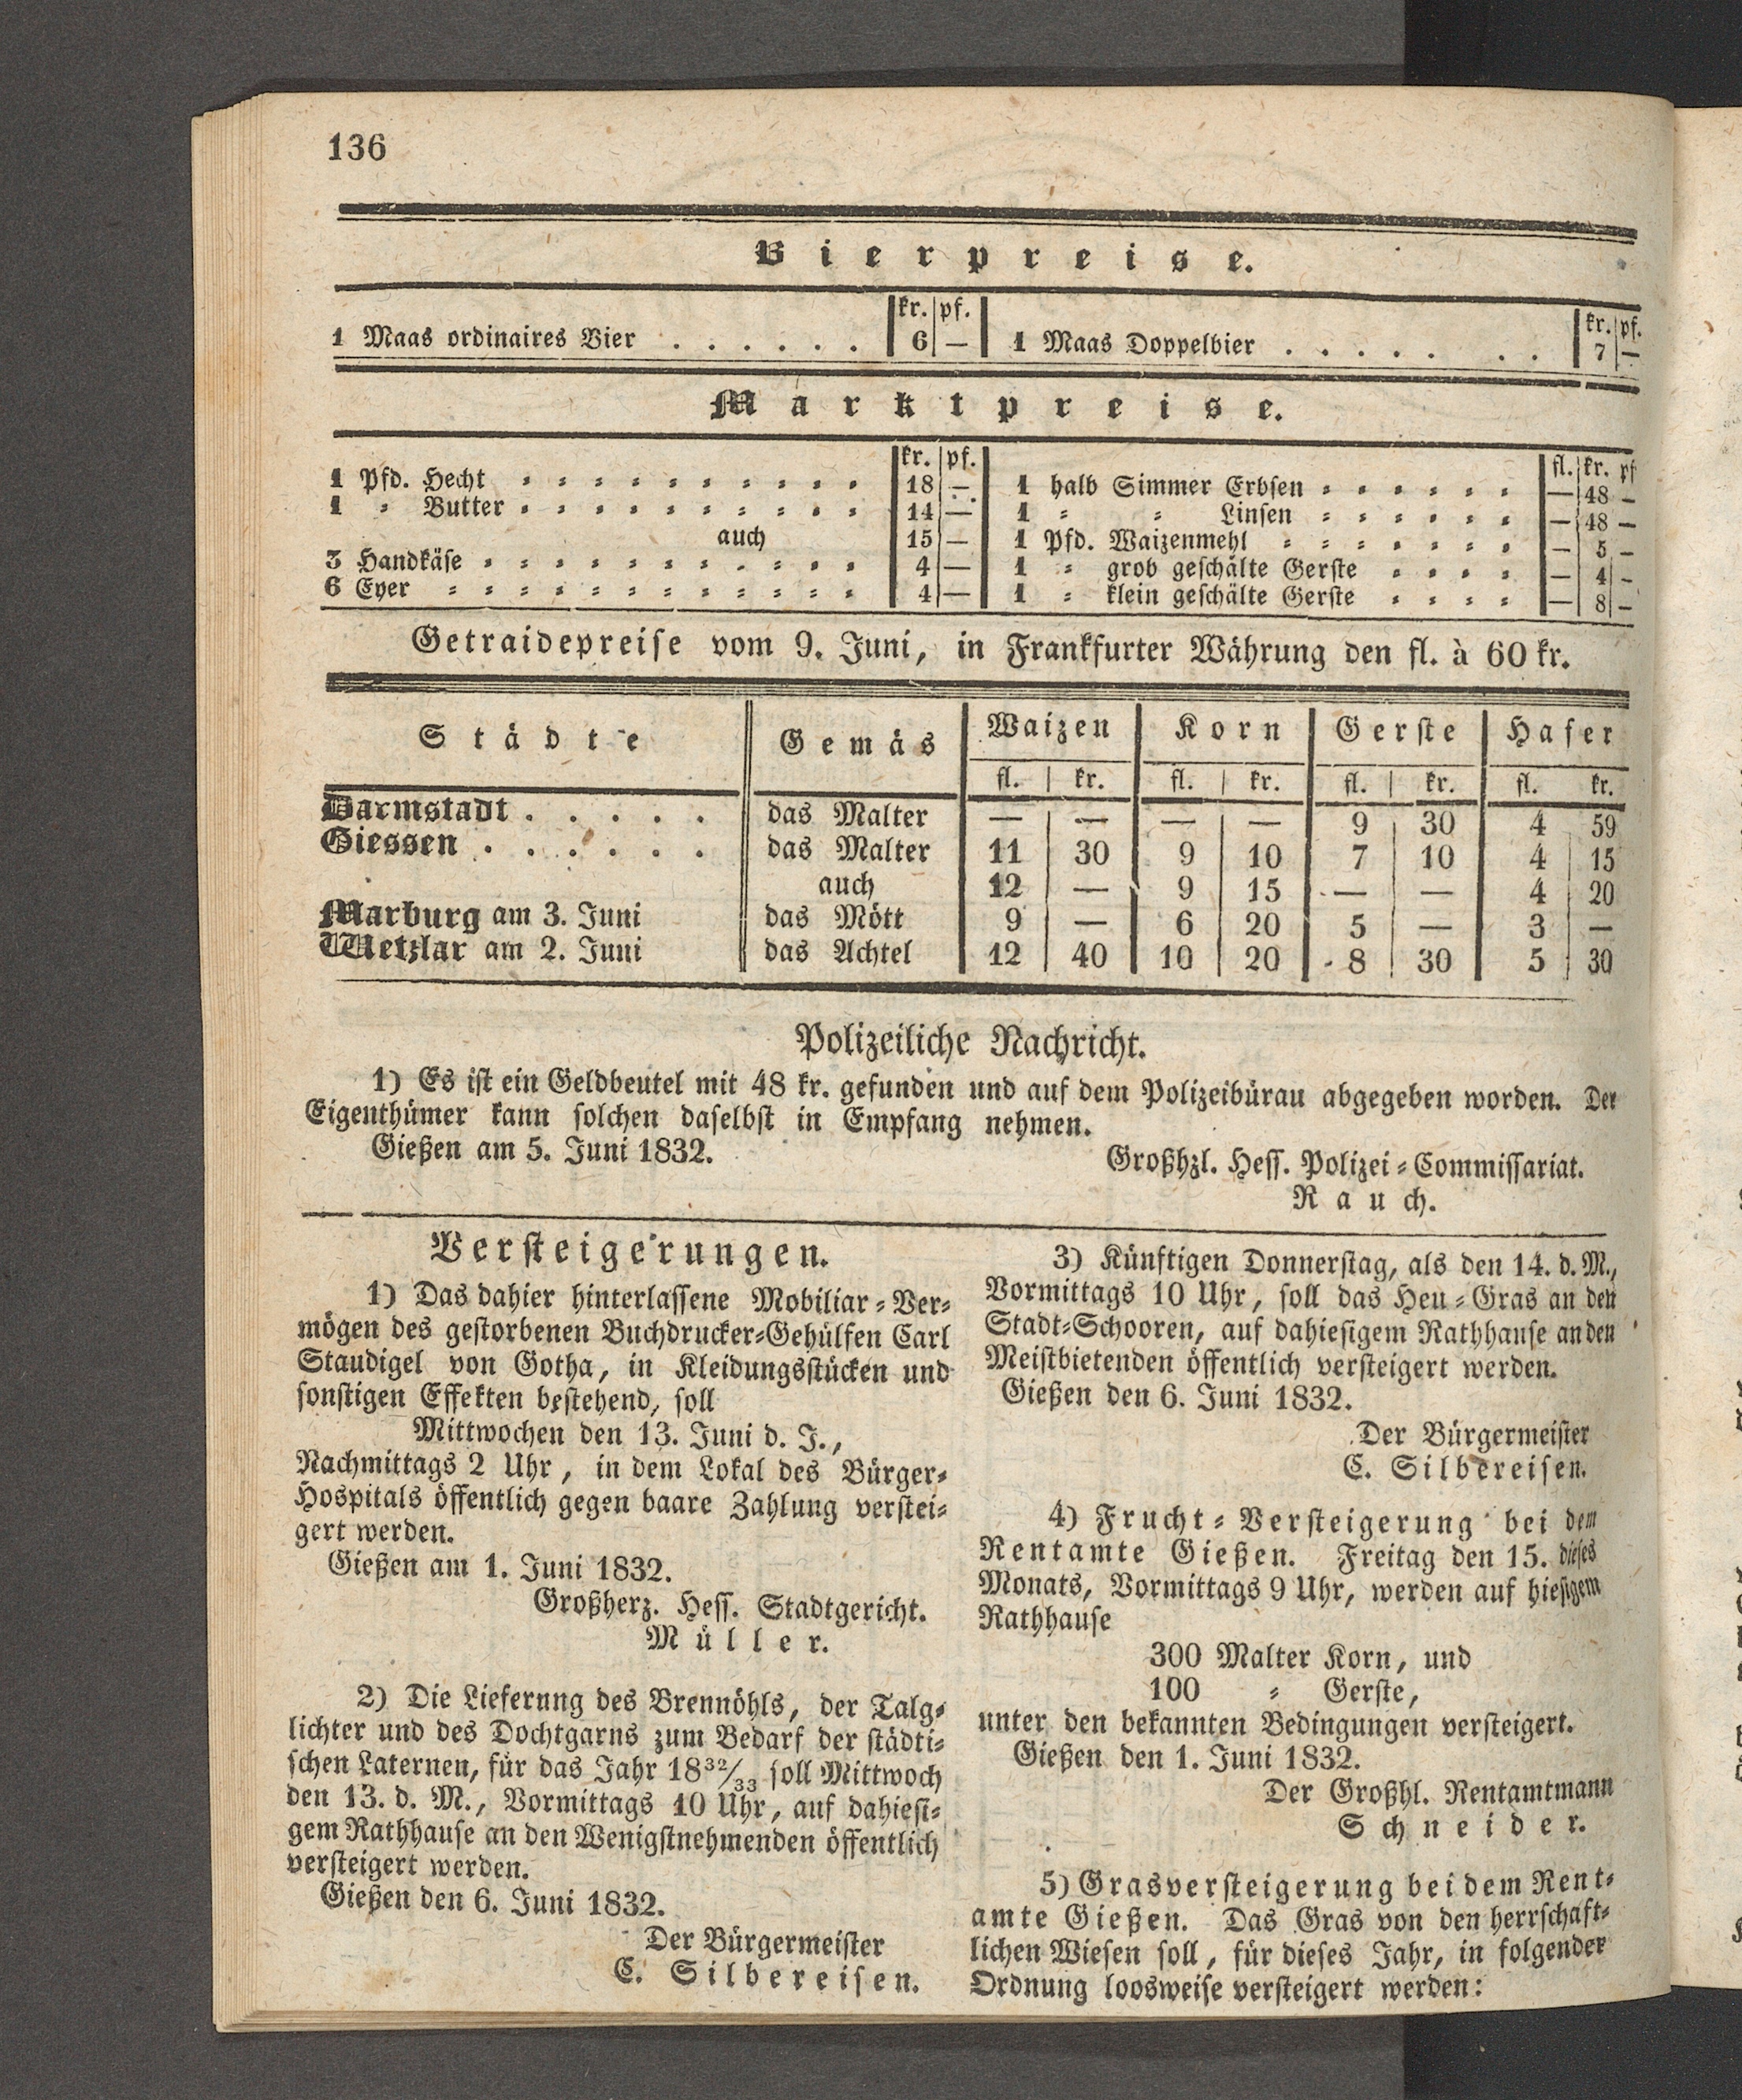 136
Bierpreise.
kr. pf. kr. pf.
1 Maas ordinaires Bier . . . . . . 6 — 1 Maas Doppelbier . . . . . . . 7 —
Marktpreise.
kr. pf. fl. kr. pf
1 Pfd. Hecht 18 — 1 halb Simmer Erbsen — 48 —
1 = Butter 14 — 1 = = Linsen — 48 —
auch 15 — 1 Pfd. Waizenmehl — 5 —
3 Handkäse 4 — 1 = grob geschälte Gerste — 4 —
6 Eyer 4 — 1 = klein geschälte Gerste — 8 —
Getraidepreise vom 9. Juni, in Frankfurter Währung den fl. à 60 kr.
Städte Gemäs Waizen Korn Gerste Hafer
fl. kr. fl. kr. fl. kr. fl. kr.
Darmstadt . . . . . das Malter — — — — 9 30 4 59
Giessen . . . . . . das Malter 11 30 9 10 7 10 4 15
auch 12 — 9 15 — — 4 20
Marburg am 3. Juni das Mött 9 — 6 20 5 — 3 —
Wetzlar am 2. Juni das Achtel 12 40 10 20 8 30 5 30
Polizeiliche Nachricht.
1) Es ist ein Geldbeutel mit 48 kr. gefunden und auf dem Polizeibürau abgegeben worden. Der
Eigenthümer kann solchen daselbst in Empfang nehmen.
Gießen am 5. Juni 1832.
Großhzl. Hess. Polizei=Commissariat.
Rauch.
Versteigerungen.
1) Das dahier hinterlassene Mobiliar=Ver=
mögen des gestorbenen Buchdrucker=Gehülfen Carl
Staudigel von Gotha, in Kleidungsstücken und
sonstigen Effekten bestehend, soll
Mittwochen den 13. Juni d. J.,
Nachmittags 2 Uhr, in dem Lokal des Bürger=
Hospitals öffentlich gegen baare Zahlung verstei=
gert werden.
Gießen am 1. Juni 1832.
Großherz. Hess. Stadtgericht.
Müller.
2) Die Lieferung des Brennöhls, der Talg=
lichter und des Dochtgarns zum Bedarf der städti=
schen Laternen, für das Jahr 1832/33 soll Mittwoch
den 13. d. M., Vormittags 10 Uhr, auf dahiesi=
gem Rathhause an den Wenigstnehmenden öffentlich
versteigert werden.
Gießen den 6. Juni 1832.
Der Bürgermeister
C. Silbereisen.
3) Künftigen Donnerstag, als den 14. d. M.,
Vormittags 10 Uhr, soll das Heu=Gras an den
Stadt=Schooren, auf dahiesigem Rathhause an den
Meistbietenden öffentlich versteigert werden.
Gießen den 6. Juni 1832.
Der Bürgermeister
C. Silbereisen.
4) Frucht=Versteigerung bei dem
Rentamte Gießen. Freitag den 15. dieses
Monats, Vormittags 9 Uhr, werden auf hiesigem
Rathhause
300 Malter Korn, und
100 = Gerste,
unter den bekannten Bedingungen versteigert.
Gießen den 1. Juni 1832.
Der Großhl. Rentamtmann
Schneider.
5) Grasversteigerung bei dem Rent=
amte Gießen. Das Gras von den herrschaft=
lichen Wiesen soll, für dieses Jahr, in folgender
Ordnung loosweise versteigert werden: